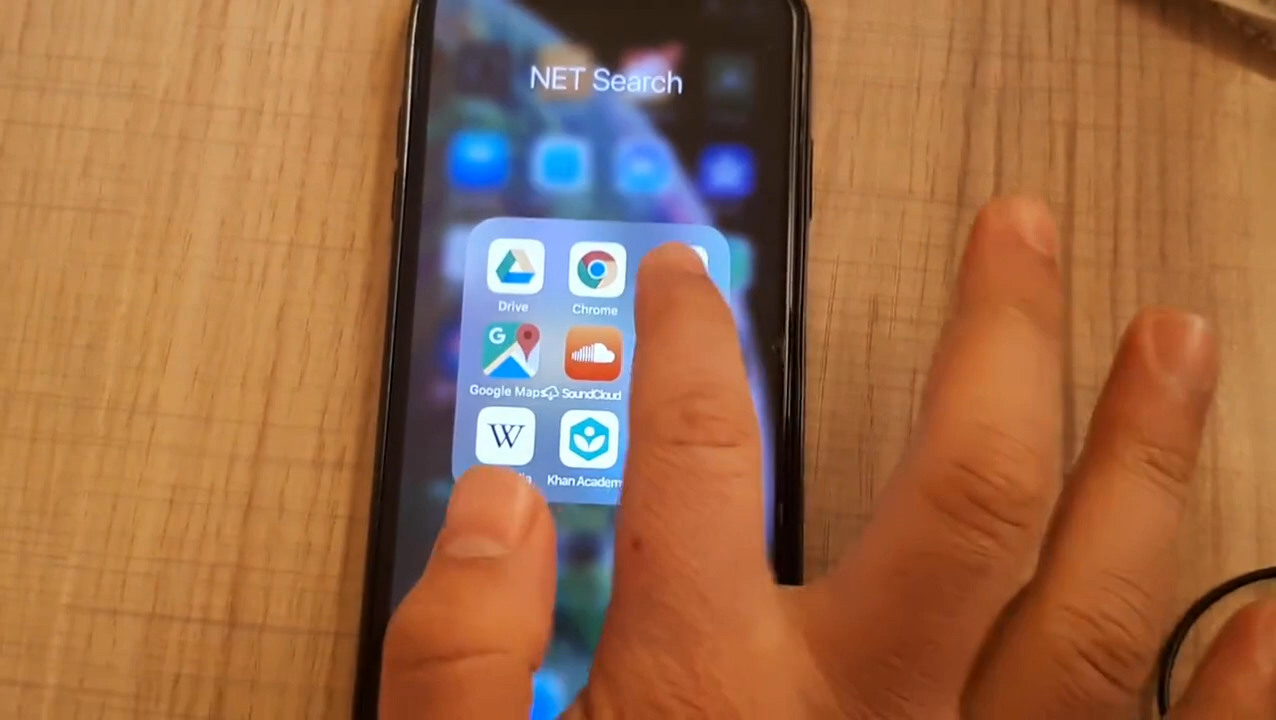 NET Search
Drive Chrome
G
Google Maps SoundCloud
W
Khan Academ